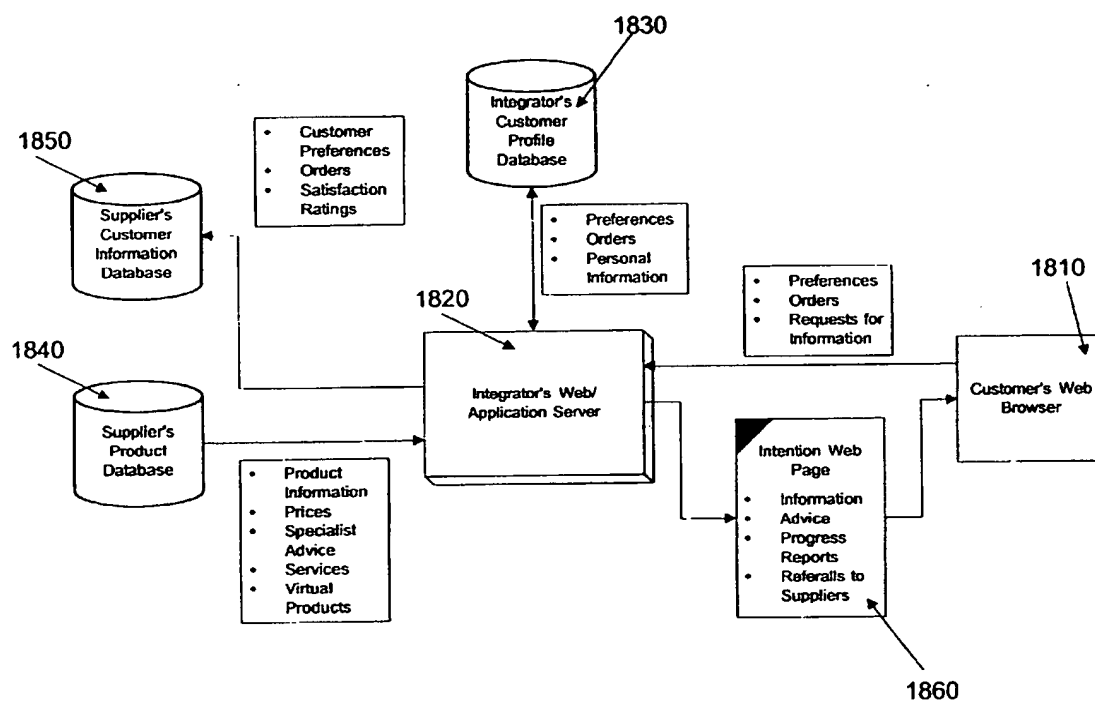 1830
Integrator's
Customer
Profile
Database
1850
• Customer
Preferences
• Orders
• Satisfaction
Ratings
Supplier's
Customer
Information
Database
• Preferences
• Orders
• Personal
Information
1810
• Preferences
• Orders
• Requests for
Information
1820
1840
Integrator's Web/
Application Server
Customer's Web
Browser
Supplier's
Product
Database
• Product
Information
• Prices
• Specialist
Advice
• Services
• Virtual
Products
Intention Web
Page
• Information
• Advice
• Progress
Reports
• Referalls to
Suppliers
1860